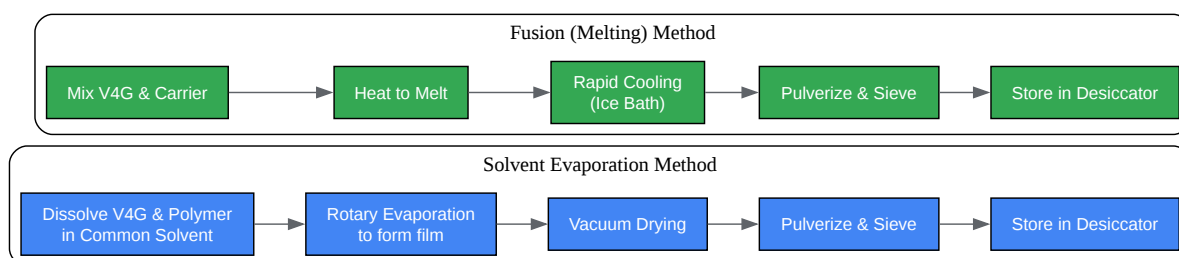 Fusion (Melting) Method
Mix V4G & Carrier
Heat to Melt
Rapid Cooling
(Ice Bath)
Pulverize & Sieve
Store in Desiccator
Solvent Evaporation Method
Dissolve V4G & Polymer
in Common Solvent
Rotary Evaporation
to form film
Vacuum Drying
Pulverize & Sieve
Store in Desiccator